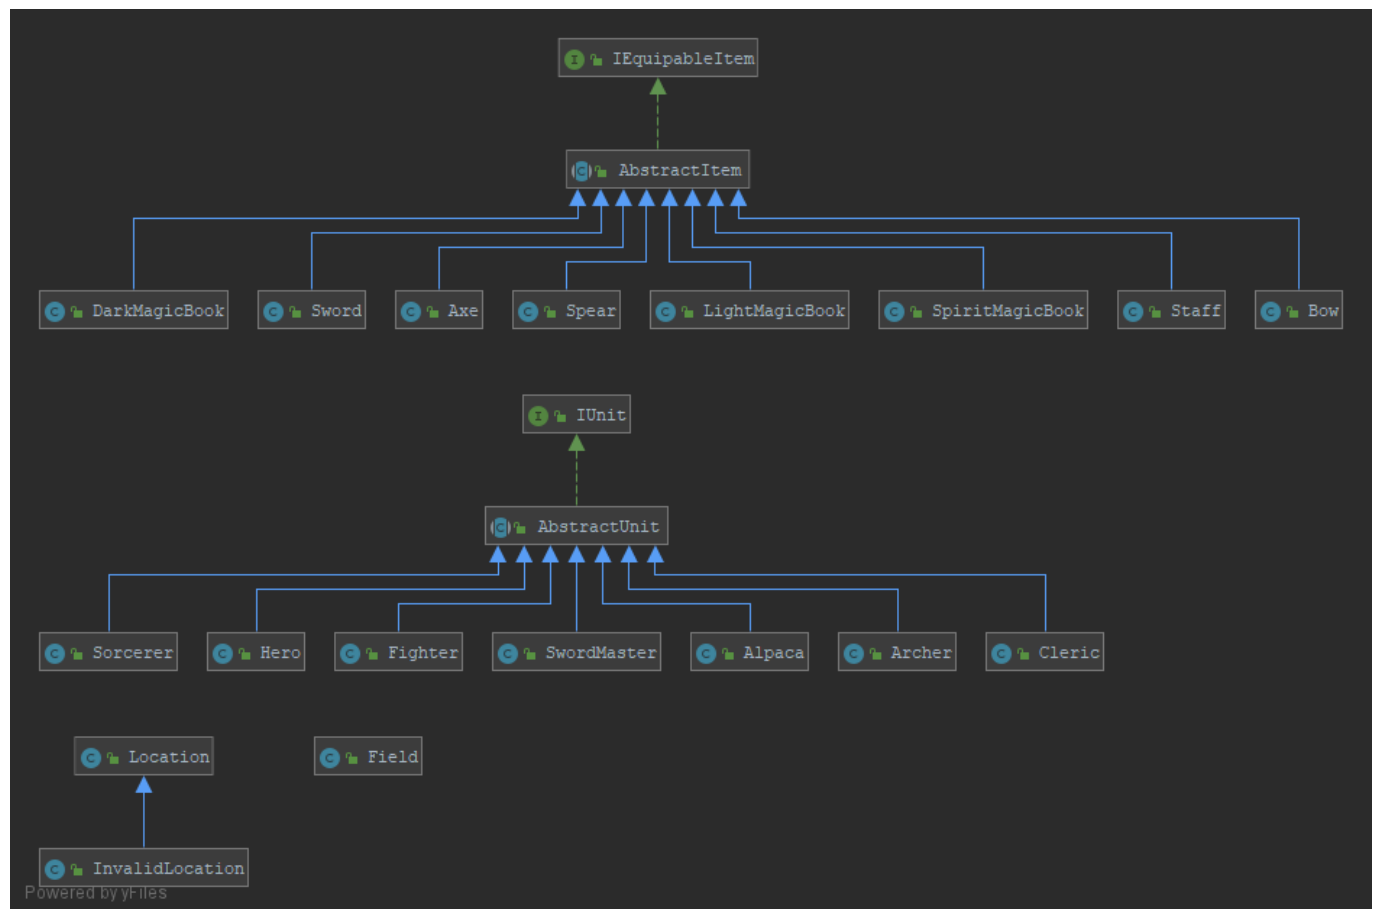 IEquipableItem
AbstractItem
DarkMagicBook Sword Axe Spear LightMagicBook SpiritMagicBook Staff Bow
IUnit
AbstractUnit
Sorcerer Hero Fighter SwordMaster Alpaca Archer Cleric
Location Field
InvalidLocation
Powered by yFiles